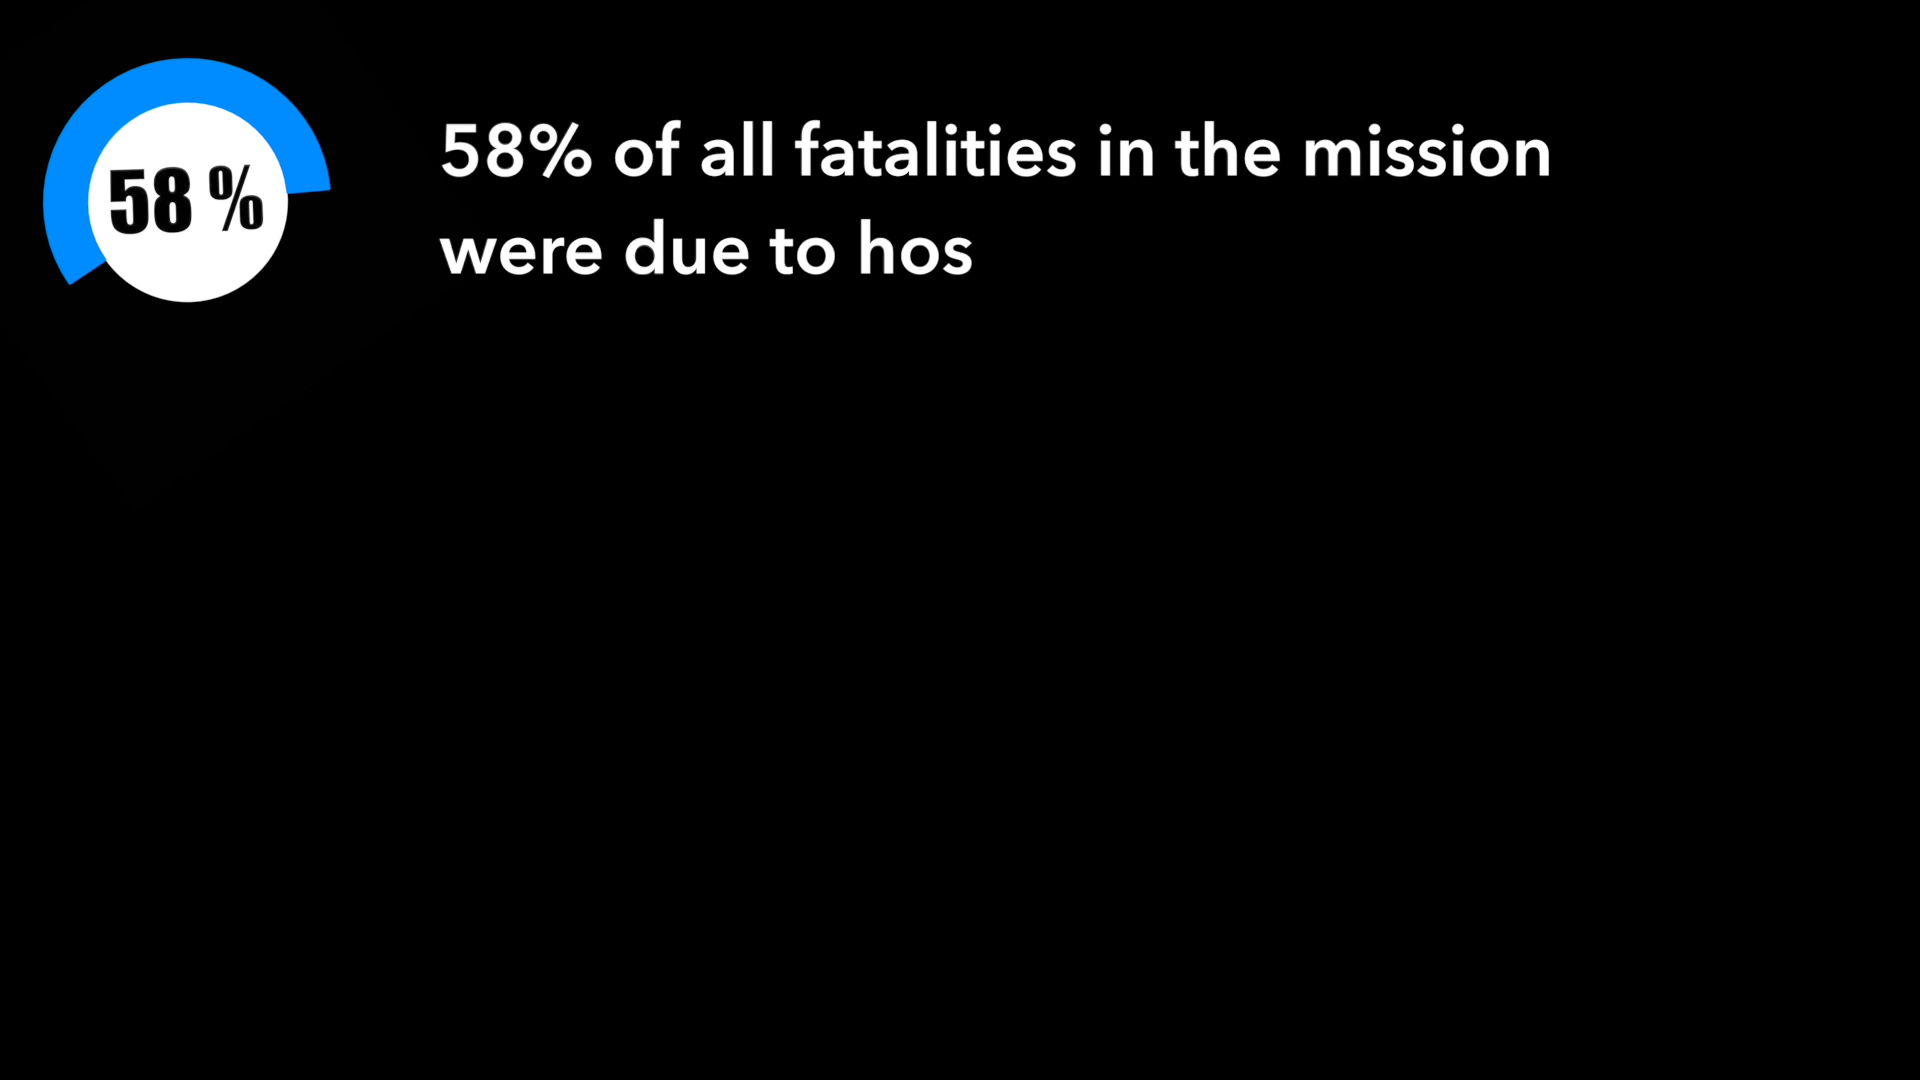 58 %
58% of all fatalities in the mission
were due to hos